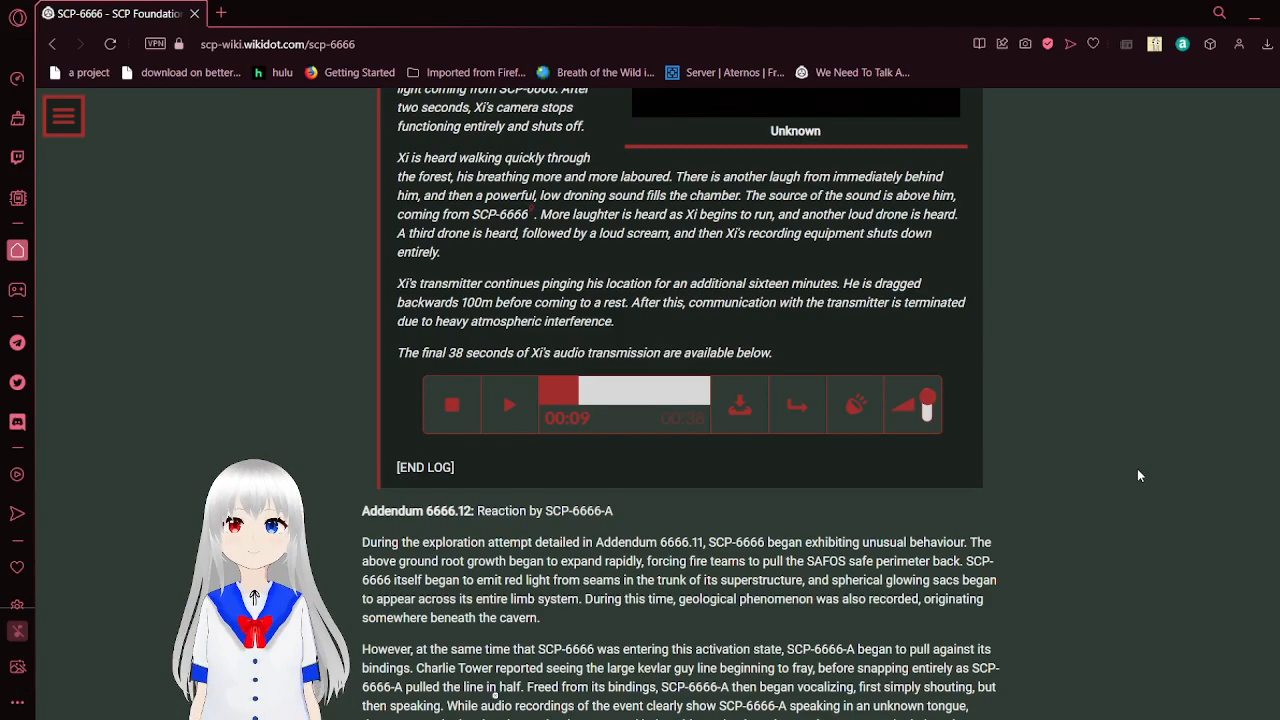 SCP-6666 - SCP Foundatio
VPN
scp-wiki.wikidot.com/scp-6666
a project
download on better...
hulu
Getting Started
Imported from Firef...
Breath of the Wild i...
Server | Aternos | Fr...
We Need To Talk A...
light coming from SCP-6666. After
two seconds, Xi's camera stops
functioning entirely and shuts off.
Unknown
Xi is heard walking quickly through
the forest, his breathing more and more laboured. There is another laugh from immediately behind
him, and then a powerful, low droning sound fills the chamber. The source of the sound is above him,
coming from SCP-6666 . More laughter is heard as Xi begins to run, and another loud drone is heard.
A third drone is heard, followed by a loud scream, and then Xi's recording equipment shuts down
entirely.
Xi's transmitter continues pinging his location for an additional sixteen minutes. He is dragged
backwards 100m before coming to a rest. After this, communication with the transmitter is terminated
due to heavy atmospheric interference.
The final 38 seconds of Xi's audio transmission are available below.
00:09
[END LOG]
Addendum 6666.12: Reaction by SCP-6666-A
During the exploration attempt detailed in Addendum 6666.11, SCP-6666 began exhibiting unusual behaviour. The
above ground root growth began to expand rapidly, forcing fire teams to pull the SAFOS safe perimeter back. SCP-
6666 itself began to emit red light from seams in the trunk of its superstructure, and spherical glowing sacs began
to appear across its entire limb system. During this time, geological phenomenon was also recorded, originating
somewhere beneath the cavern.
However, at the same time that SCP-6666 was entering this activation state, SCP-6666-A began to pull against its
bindings. Charlie Tower reported seeing the large kevlar guy line beginning to fray, before snapping entirely as SCP-
6666-A pulled the line in half. Freed from its bindings, SCP-6666-A then began vocalizing, first simply shouting, but
then speaking. While audio recordings of the event clearly show SCP-6666-A speaking in an unknown tongue,